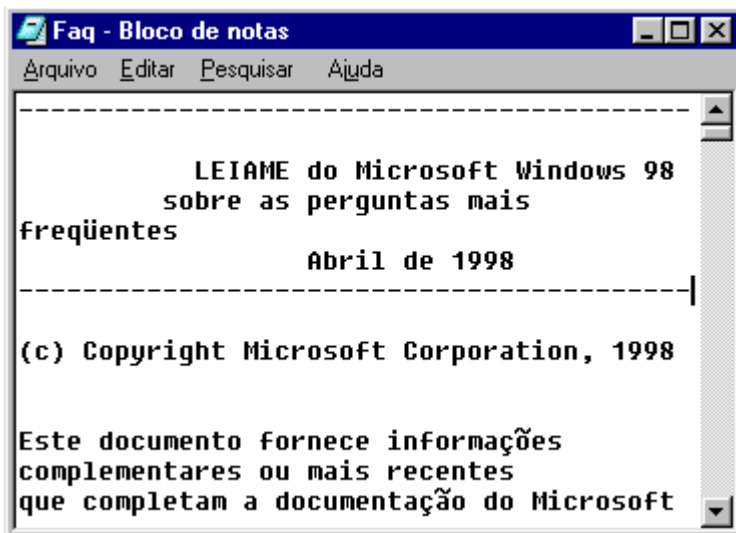 Faq - Bloco de notas
Arquivo Editar Pesquisar Ajuda
------------------------------------------
LEIAME do Microsoft Windows 98
sobre as perguntas mais
freqüentes
Abril de 1998
------------------------------------------
(c) Copyright Microsoft Corporation, 1998
Este documento fornece informações
complementares ou mais recentes
que completam a documentação do Microsoft